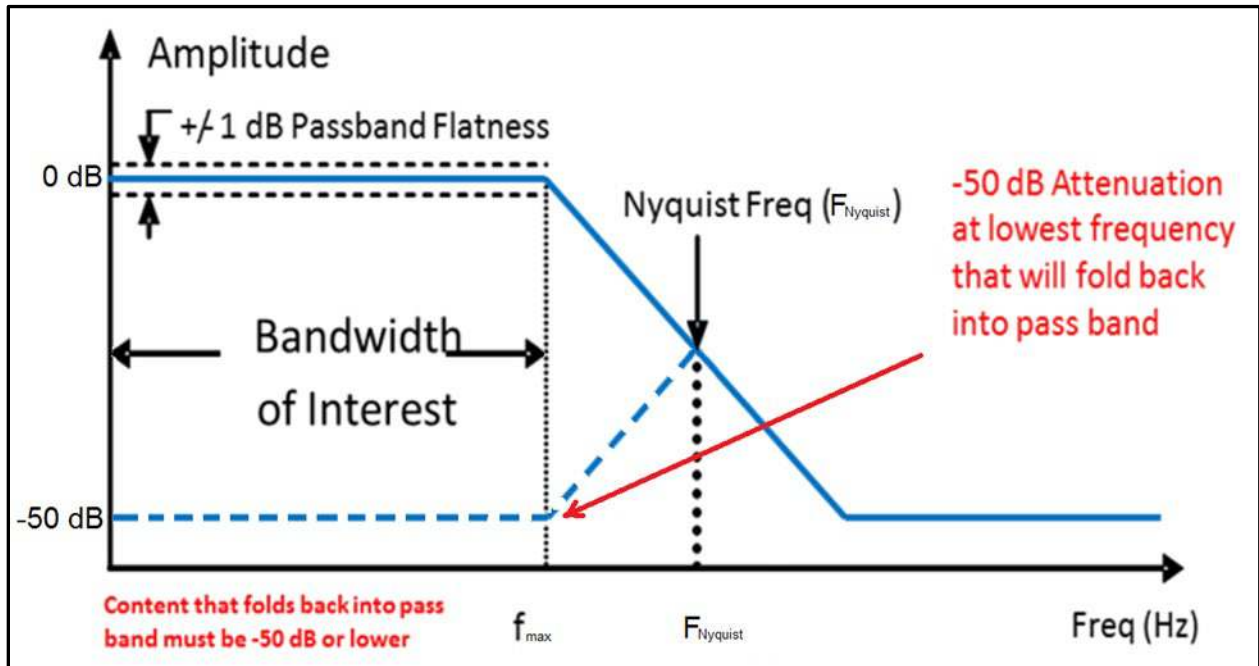 Amplitude
+/- 1 dB Passband Flatness
0 dB
Nyquist Freq (FNyquist)
-50 dB Attenuation
at lowest frequency
that will fold back
into pass band
Bandwidth
of Interest
-50 dB
Content that folds back into pass
band must be -50 dB or lower
fmax
FNyquist
Freq (Hz)